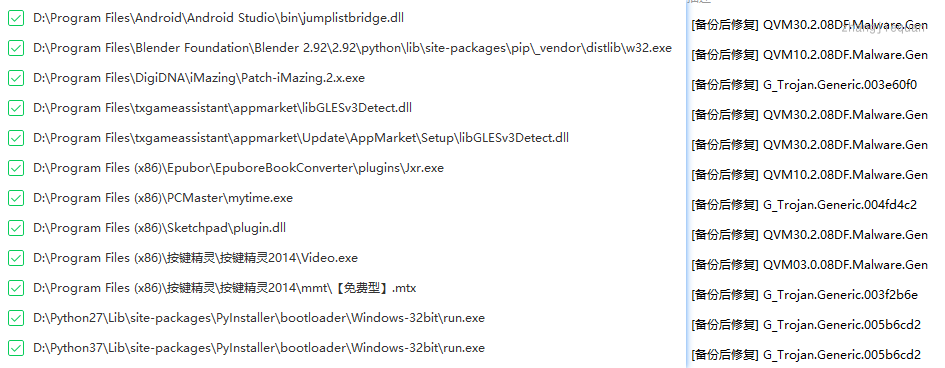 D:\Program Files\Android\Android Studio\bin\jumplistbridge.dll [备份后修复] QVM30.2.08DF.Malware.Gen
D:\Program Files\Blender Foundation\Blender 2.92\2.92\python\lib\site-packages\pip\_vendor\distlib\w32.exe [备份后修复] QVM10.2.08DF.Malware.Gen
D:\Program Files\DigiDNA\iMazing\Patch-iMazing.2.x.exe [备份后修复] G_Trojan.Generic.003e60f0
D:\Program Files\txgameassistant\appmarket\libGLESv3Detect.dll [备份后修复] QVM30.2.08DF.Malware.Gen
D:\Program Files\txgameassistant\appmarket\Update\AppMarket\Setup\libGLESv3Detect.dll [备份后修复] QVM30.2.08DF.Malware.Gen
D:\Program Files (x86)\Epubor\EpuboreBookConverter\plugins\Jxr.exe [备份后修复] QVM10.2.08DF.Malware.Gen
D:\Program Files (x86)\PCMaster\mytime.exe [备份后修复] G_Trojan.Generic.004fd4c2
D:\Program Files (x86)\Sketchpad\plugin.dll [备份后修复] QVM30.2.08DF.Malware.Gen
D:\Program Files (x86)\按键精灵\按键精灵2014\Video.exe [备份后修复] QVM03.0.08DF.Malware.Gen
D:\Program Files (x86)\按键精灵\按键精灵2014\mmt\【免费型】.mtx [备份后修复] G_Trojan.Generic.003f2b6e
D:\Python27\Lib\site-packages\PyInstaller\bootloader\Windows-32bit\run.exe [备份后修复] G_Trojan.Generic.005b6cd2
D:\Python37\Lib\site-packages\PyInstaller\bootloader\Windows-32bit\run.exe [备份后修复] G_Trojan.Generic.005b6cd2